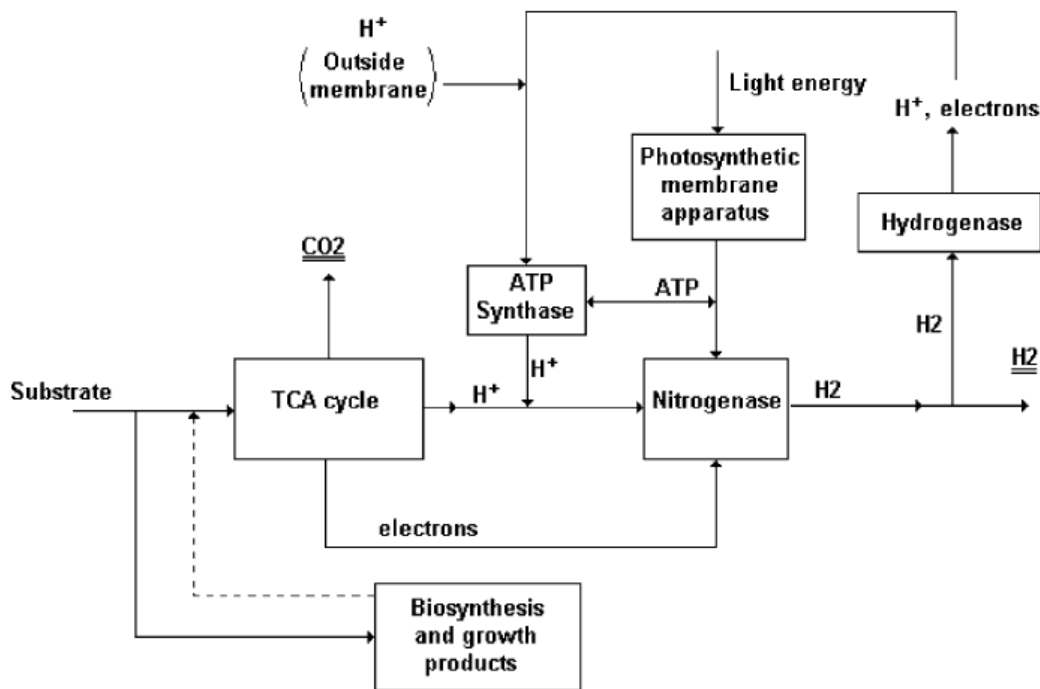 H⁺
(Outside
membrane)
Light energy
H⁺, electrons
Photosynthetic
membrane
apparatus
Hydrogenase
CO2
ATP
Synthase
ATP
H2
H⁺
H2
Substrate
TCA cycle
H⁺
Nitrogenase
H2
electrons
Biosynthesis
and growth
products